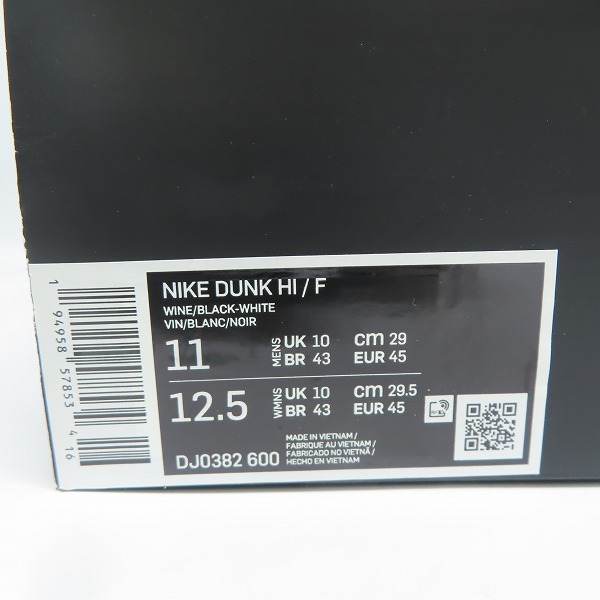 NIKE DUNK HI / F
WINE/BLACK-WHITE
VIN/BLANC/NOIR
11 MENS UK 10 cm 29
BR 43 EUR 45
12.5 WMNS UK 10 cm 29.5
BR 43 EUR 45
DJ0382 600
MADE IN VIETNAM /
FABRIQUE AU VIETNAM /
FABRICADO NO VIETNÃ /
HECHO EN VIETNAM
1 94958 57853 4 16